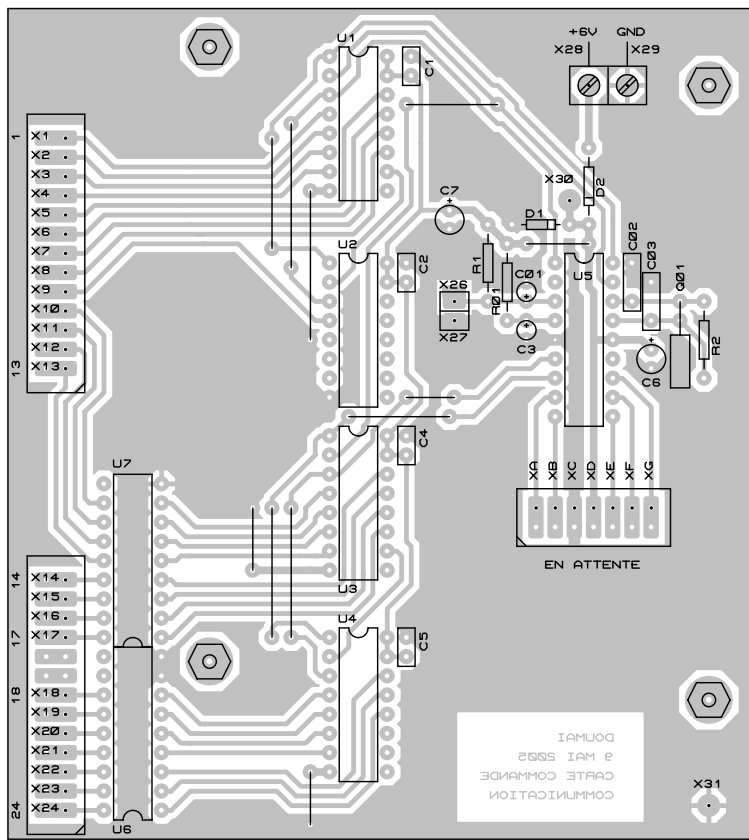 U1
+6V GND
X28 X29
C1
1
X1
X2
X3
X4
X5
X6
X7
X8
X9
X10
X11
X12
X13
13
X30
D2
C7
D1
U2
C2
R1
R01
C01
U5
C02
C03
Q01
X26
X27
C3
C6
R2
C4
U7
XA
XB
XC
XD
XE
XF
XG
EN ATTENTE
U3
U4
C5
14
X14
X15
X16
X17
17
18
X18
X19
X20
X21
X22
X23
X24
24
U6
DOUMAI
9 MAI 2005
CARTE COMMANDE
COMMUNICATION
X31